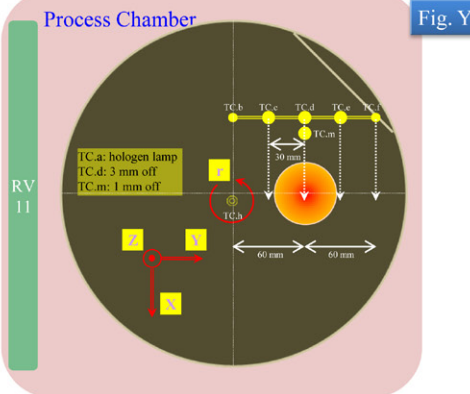 Process Chamber
Fig. Y
TC.b
TC.c
TC.d
TC.e
TC.f
TC.m
30 mm
TC.a: hologen lamp
TC.d: 3 mm off
TC.m: 1 mm off
RV
11
r
TC.h
Z
Y
60 mm
60 mm
X